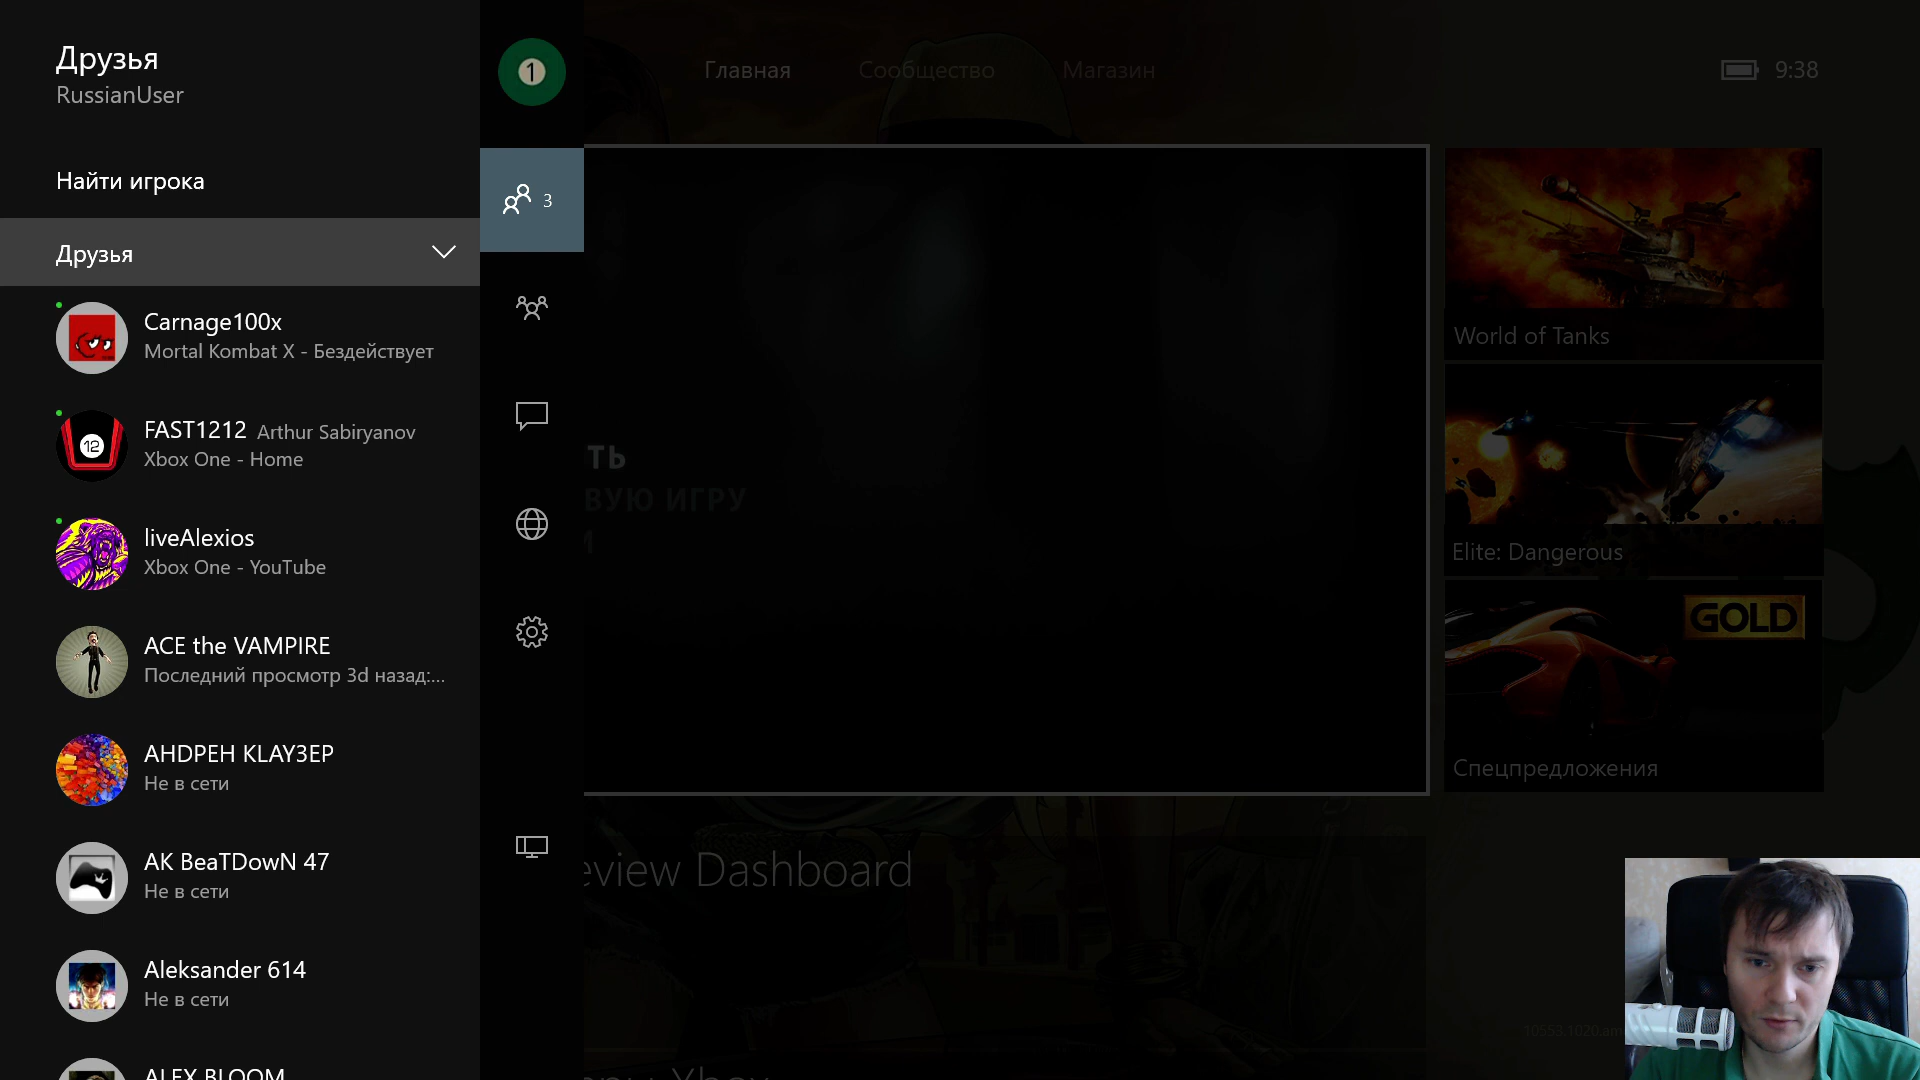 Друзья
RussianUser
Найти игрока
Друзья
Carnage100x
Mortal Kombat X - Бездействует
FAST1212 Arthur Sabiryanov
Xbox One - Home
12
liveAlexios
Xbox One - YouTube
ACE the VAMPIRE
Последний просмотр 3d назад:...
AHDPEH KLAY3EP
Не в сети
AK BeaTDowN 47
Не в сети
Aleksander 614
Не в сети
ALEX BLOOM
1
3
Главная
Сообщество
Магазин
9:38
ТЬ
ВУЮ ИГРУ
И
eview Dashboard
Xbox
World of Tanks
Elite: Dangerous
GOLD
Спецпредложения